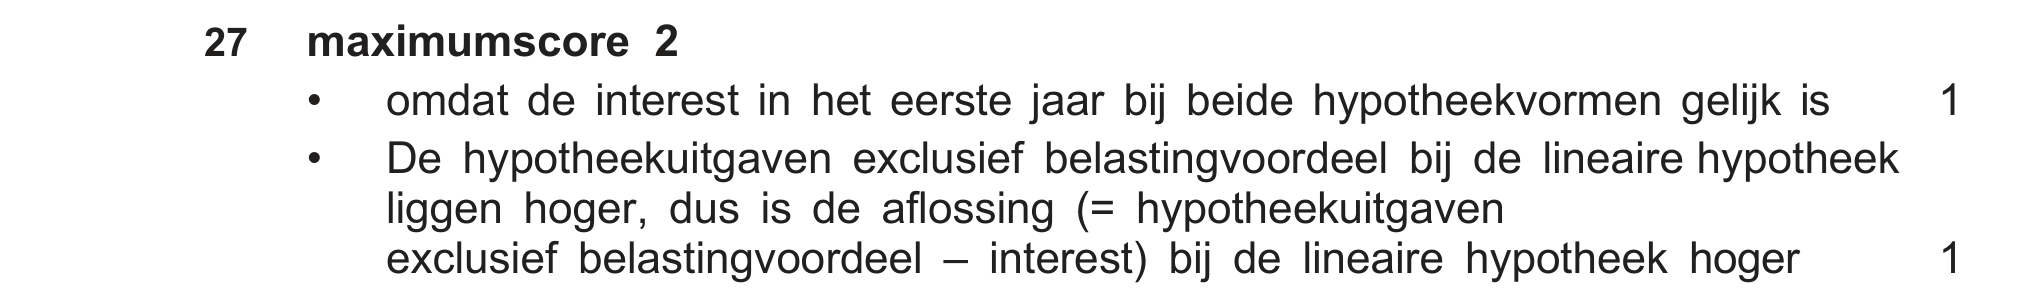 27 maximumscore 2
• omdat de interest in het eerste jaar bij beide hypotheekvormen gelijk is 1
• De hypotheekuitgaven exclusief belastingvoordeel bij de lineaire hypotheek
liggen hoger, dus is de aflossing (= hypotheekuitgaven
exclusief belastingvoordeel – interest) bij de lineaire hypotheek hoger 1